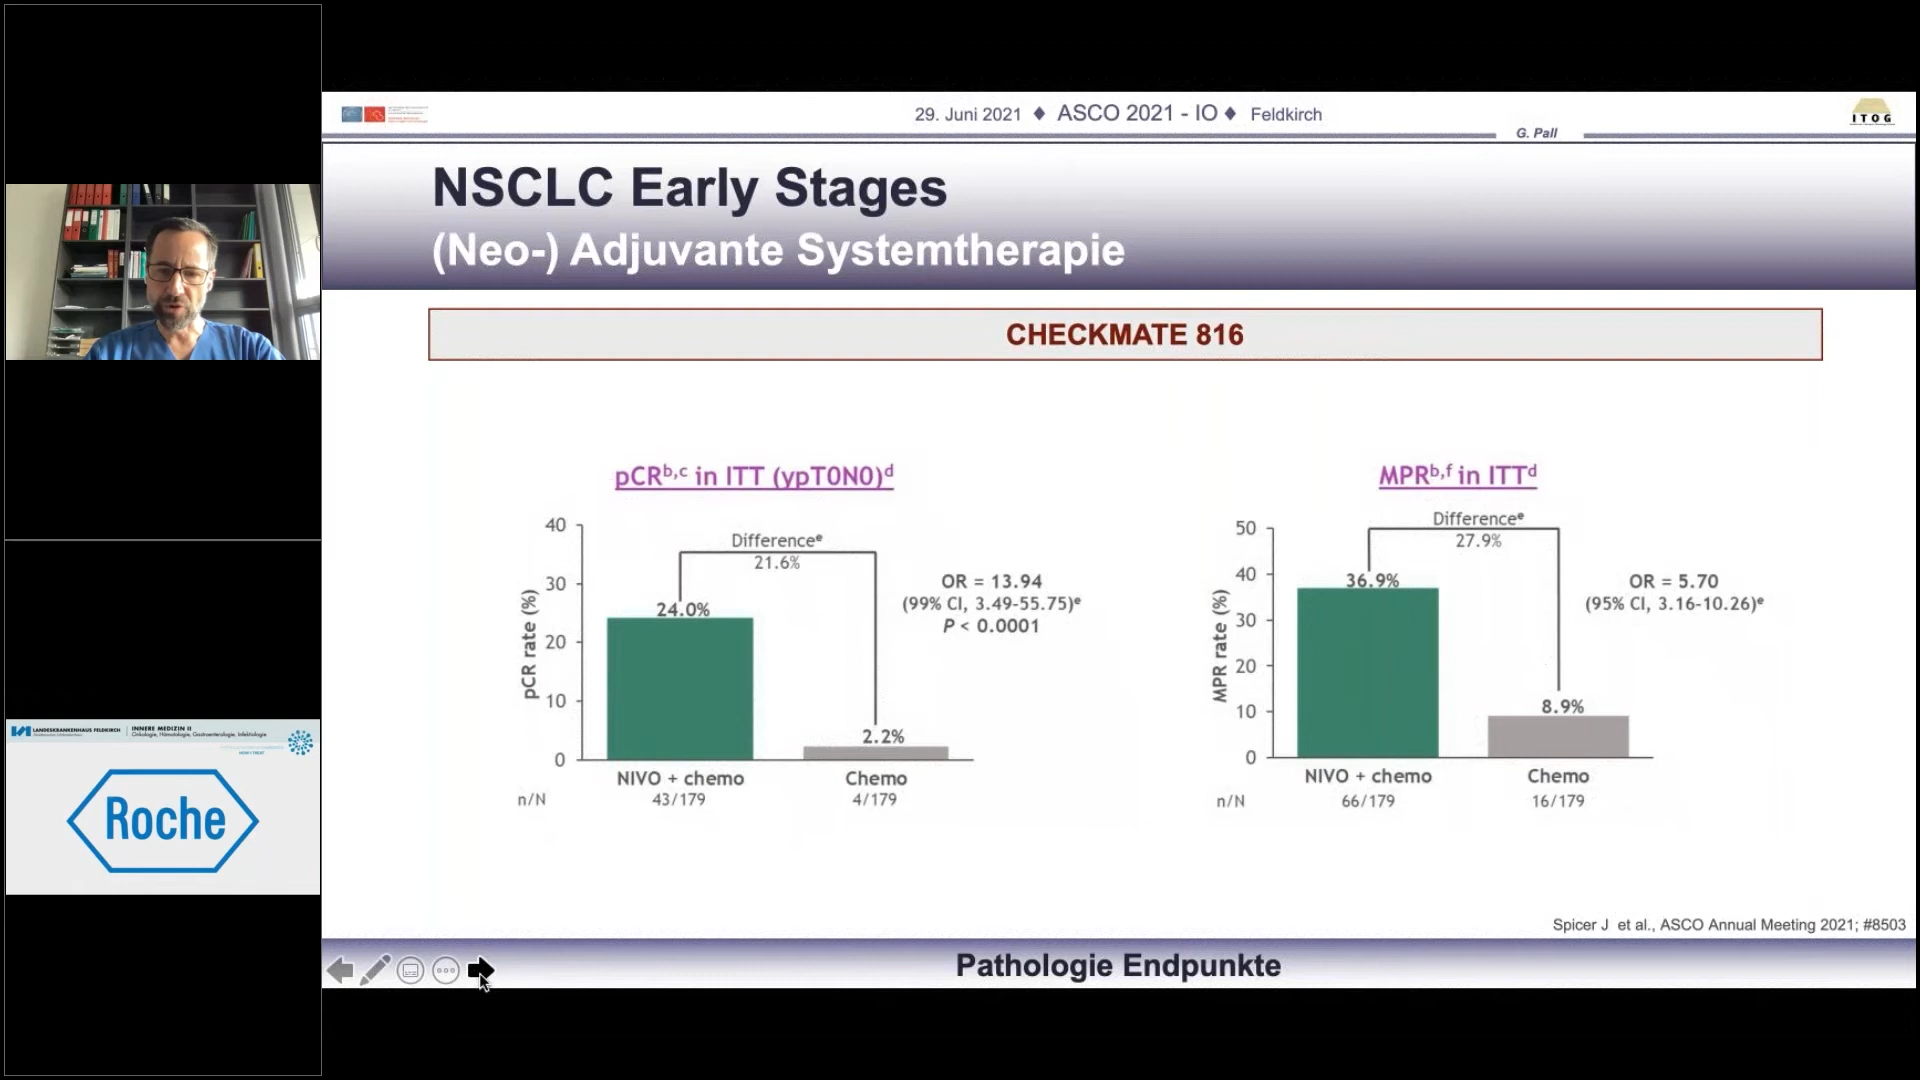 29. Juni 2021 ♦ ASCO 2021 - IO ♦ Feldkirch
ITOG
G. Pall
NSCLC Early Stages
(Neo-) Adjuvante Systemtherapie
CHECKMATE 816
pCRb,c in ITT (ypT0N0)d
40
30
20
10
0
pCR rate (%)
Differencee
21.6%
24.0%
2.2%
OR = 13.94
(99% CI, 3.49-55.75)e
P < 0.0001
NIVO + chemo
Chemo
n/N
43/179
4/179
MPRb,f in ITTd
50
40
30
20
10
0
MPR rate (%)
Differencee
27.9%
36.9%
8.9%
OR = 5.70
(95% CI, 3.16-10.26)e
NIVO + chemo
Chemo
n/N
66/179
16/179
Spicer J et al., ASCO Annual Meeting 2021; #8503
Pathologie Endpunkte
LANDESKRANKENHAUS FELDKIRCH
INNERE MEDIZIN II
Onkologie, Hämatologie, Gastroenterologie, Infektiologie
Roche